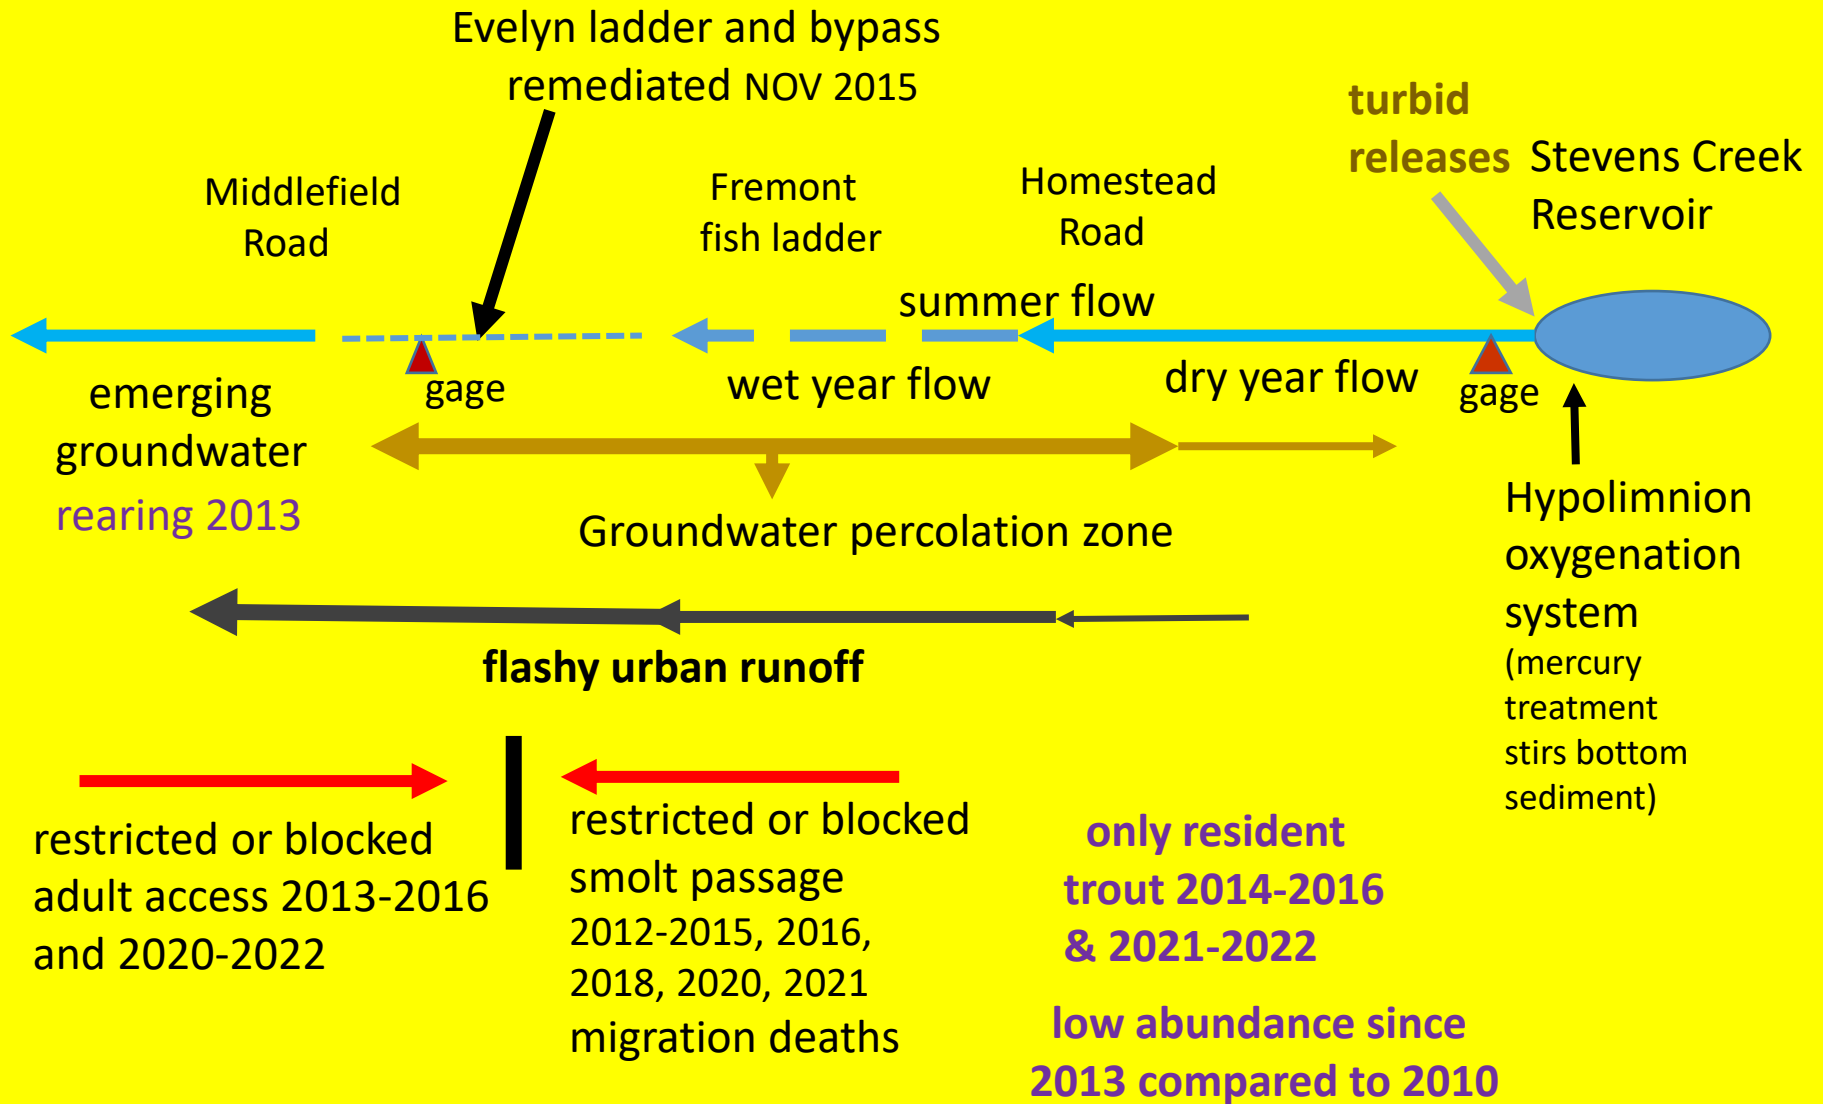 Evelyn ladder and bypass
remediated NOV 2015
turbid
releases
Stevens Creek
Reservoir
Middlefield
Road
Fremont
fish ladder
Homestead
Road
summer flow
emerging
groundwater
rearing 2013
gage
wet year flow
dry year flow
gage
Groundwater percolation zone
Hypolimnion
oxygenation
system
(mercury
treatment
stirs bottom
sediment)
flashy urban runoff
restricted or blocked
adult access 2013-2016
and 2020-2022
restricted or blocked
smolt passage
2012-2015, 2016,
2018, 2020, 2021
migration deaths
only resident
trout 2014-2016
& 2021-2022
low abundance since
2013 compared to 2010